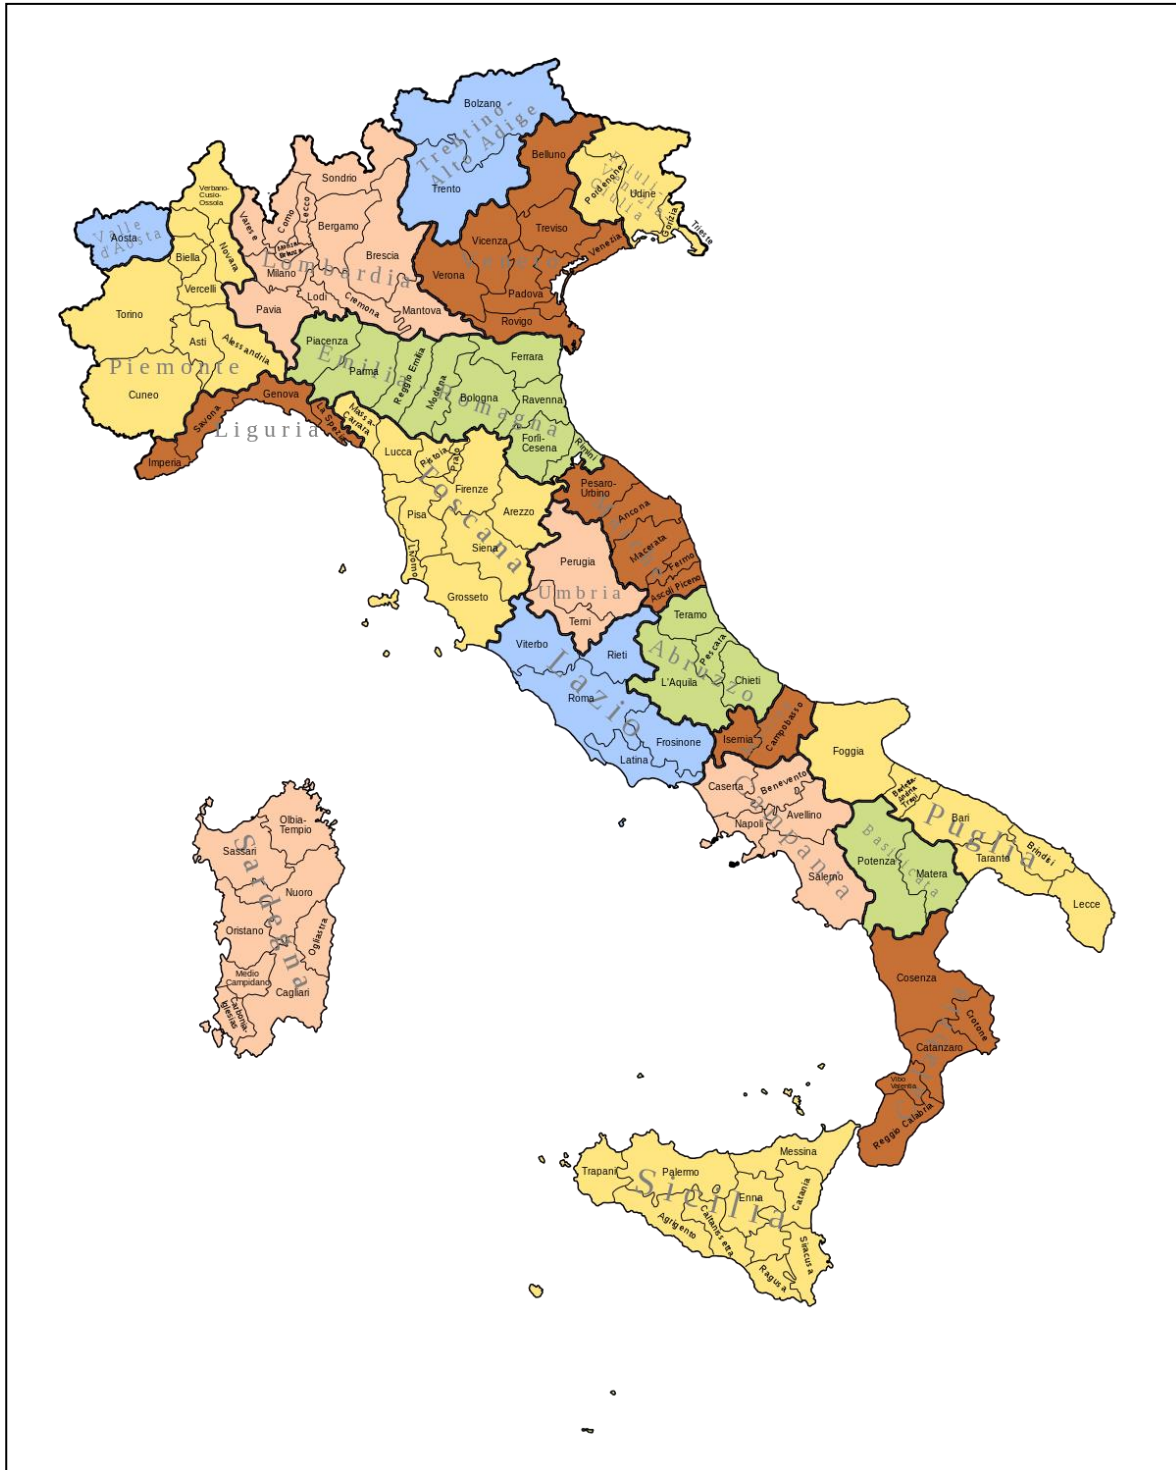 Bolzano
Trentino-
Alto Adige
Trento
Belluno
Friuli-
Venezia
Giulia
Pordenone
Udine
Gorizia
Trieste
Verbano-
Cusio-
Ossola
Valle
d'Aosta
Aosta
Sondrio
Varese
Como
Lecco
Bergamo
Brescia
Vicenza
Treviso
Venezia
Veneto
Verona
Padova
Rovigo
Biella
Novara
Vercelli
Milano
Lombardia
Lodi
Cremona
Mantova
Pavia
Torino
Asti
Alessandria
Piemonte
Cuneo
Piacenza
Parma
Reggio Emilia
Modena
Emilia-Romagna
Bologna
Ferrara
Ravenna
Forlì-
Cesena
Rimini
Genova
Savona
La Spezia
Liguria
Imperia
Massa-
Carrara
Lucca
Pistoia
Prato
Firenze
Arezzo
Toscana
Pisa
Siena
Livorno
Grosseto
Pesaro-
Urbino
Ancona
Marche
Macerata
Fermo
Ascoli Piceno
Perugia
Umbria
Terni
Viterbo
Rieti
Lazio
Roma
Frosinone
Latina
Teramo
Pescara
Abruzzo
L'Aquila
Chieti
Isernia
Campobasso
Foggia
Caserta
Benevento
Campania
Napoli
Avellino
Salerno
Barletta-
Andria
Trani
Bari
Puglia
Taranto
Brindisi
Lecce
Basilicata
Potenza
Matera
Olbia-
Tempio
Sassari
Sardegna
Nuoro
Oristano
Ogliastra
Medio
Campidano
Cagliari
Carbonia-
Iglesias
Cosenza
Crotone
Catanzaro
Vibo
Valentia
Reggio Calabria
Messina
Trapani
Palermo
Sicilia
Enna
Catania
Agrigento
Caltanissetta
Siracusa
Ragusa